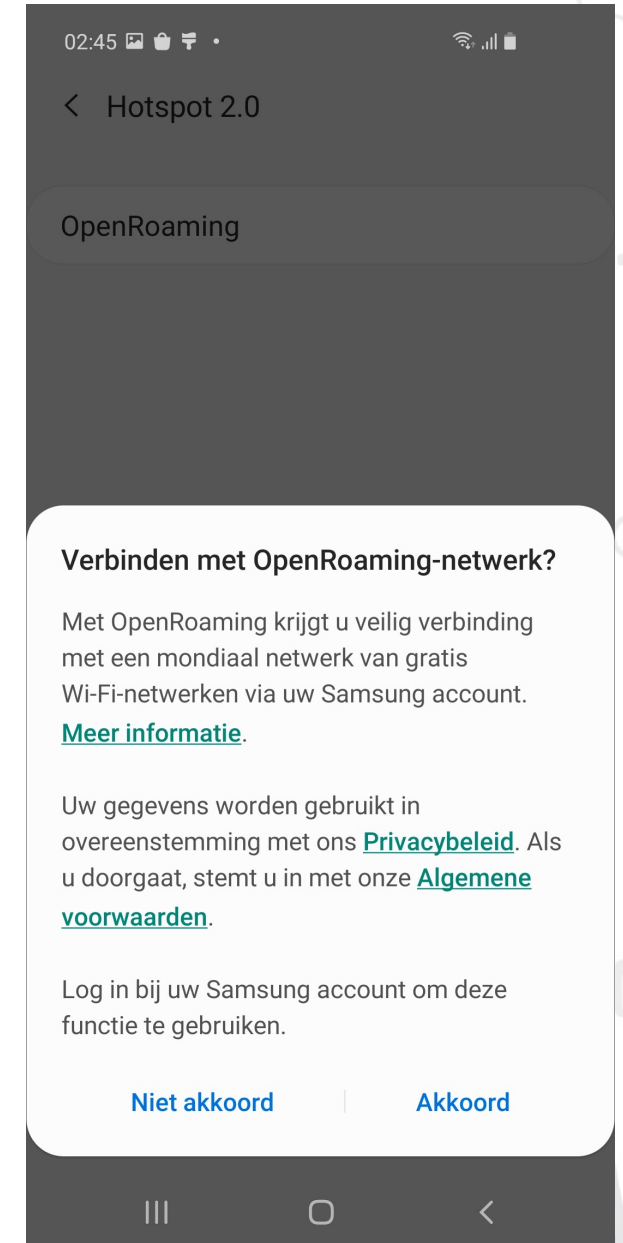 02:45
Hotspot 2.0
OpenRoaming
Verbinden met OpenRoaming-netwerk?
Met OpenRoaming krijgt u veilig verbinding
met een mondiaal netwerk van gratis
Wi-Fi-netwerken via uw Samsung account.
Meer informatie.
Uw gegevens worden gebruikt in
overeenstemming met ons Privacybeleid. Als
u doorgaat, stemt u in met onze Algemene
voorwaarden.
Log in bij uw Samsung account om deze
functie te gebruiken.
Niet akkoord
Akkoord